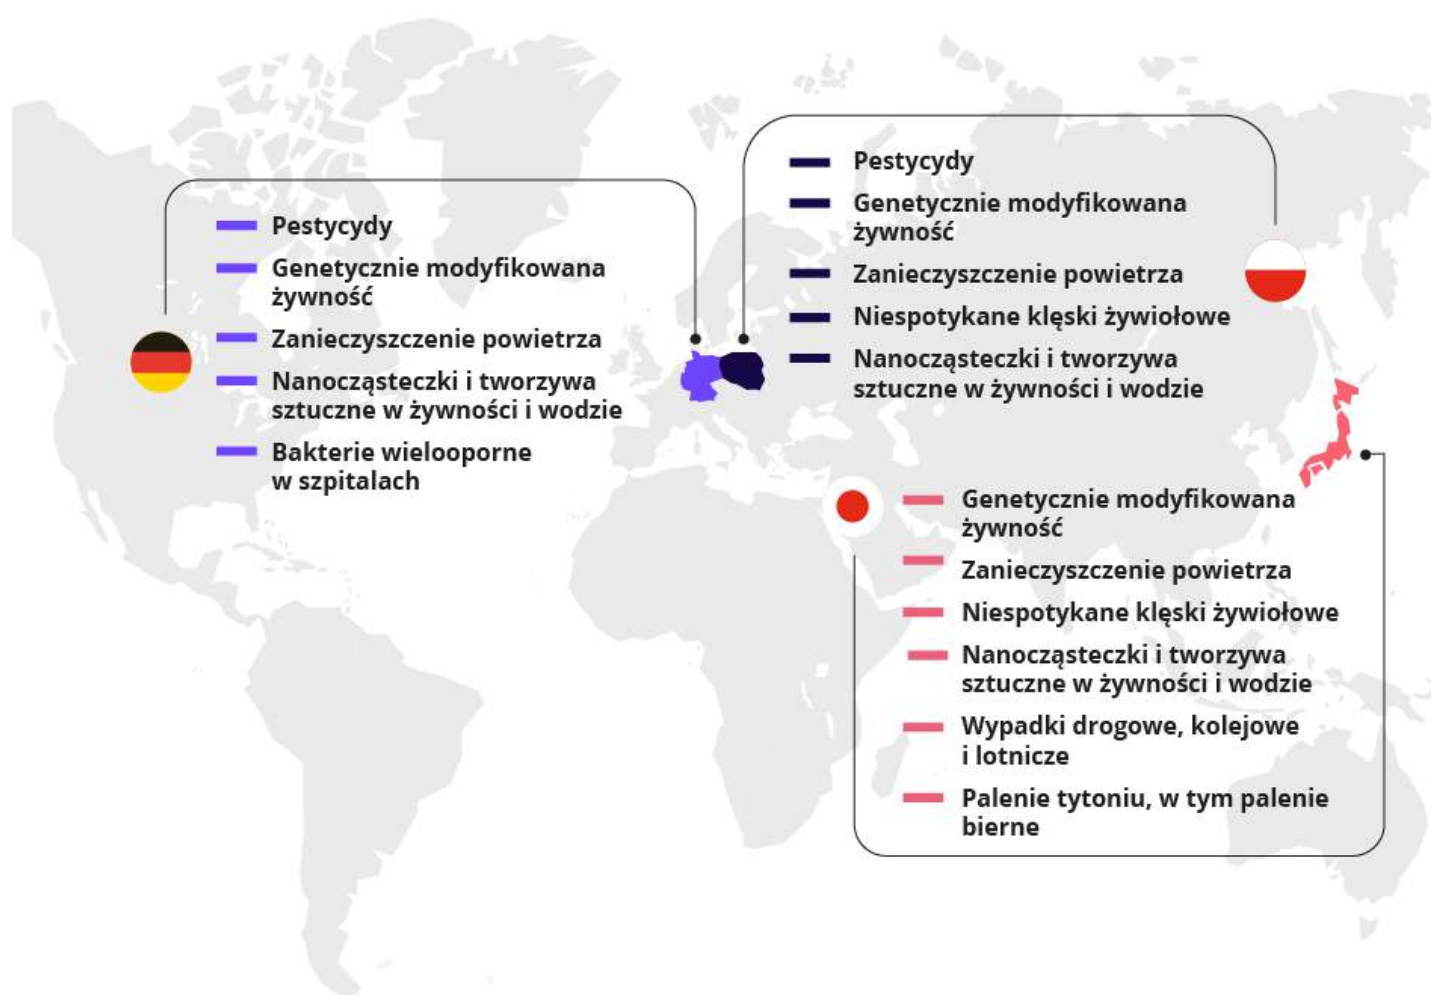 Pestycydy
Genetycznie modyfikowana
żywność
Zanieczyszczenie powietrza
Nanocząsteczki i tworzywa
sztuczne w żywności i wodzie
Bakterie wielooporne
w szpitalach
Pestycydy
Genetycznie modyfikowana
żywność
Zanieczyszczenie powietrza
Niespotykane klęski żywiołowe
Nanocząsteczki i tworzywa
sztuczne w żywności i wodzie
Genetycznie modyfikowana
żywność
Zanieczyszczenie powietrza
Niespotykane klęski żywiołowe
Nanocząsteczki i tworzywa
sztuczne w żywności i wodzie
Wypadki drogowe, kolejowe
i lotnicze
Palenie tytoniu, w tym palenie
bierne